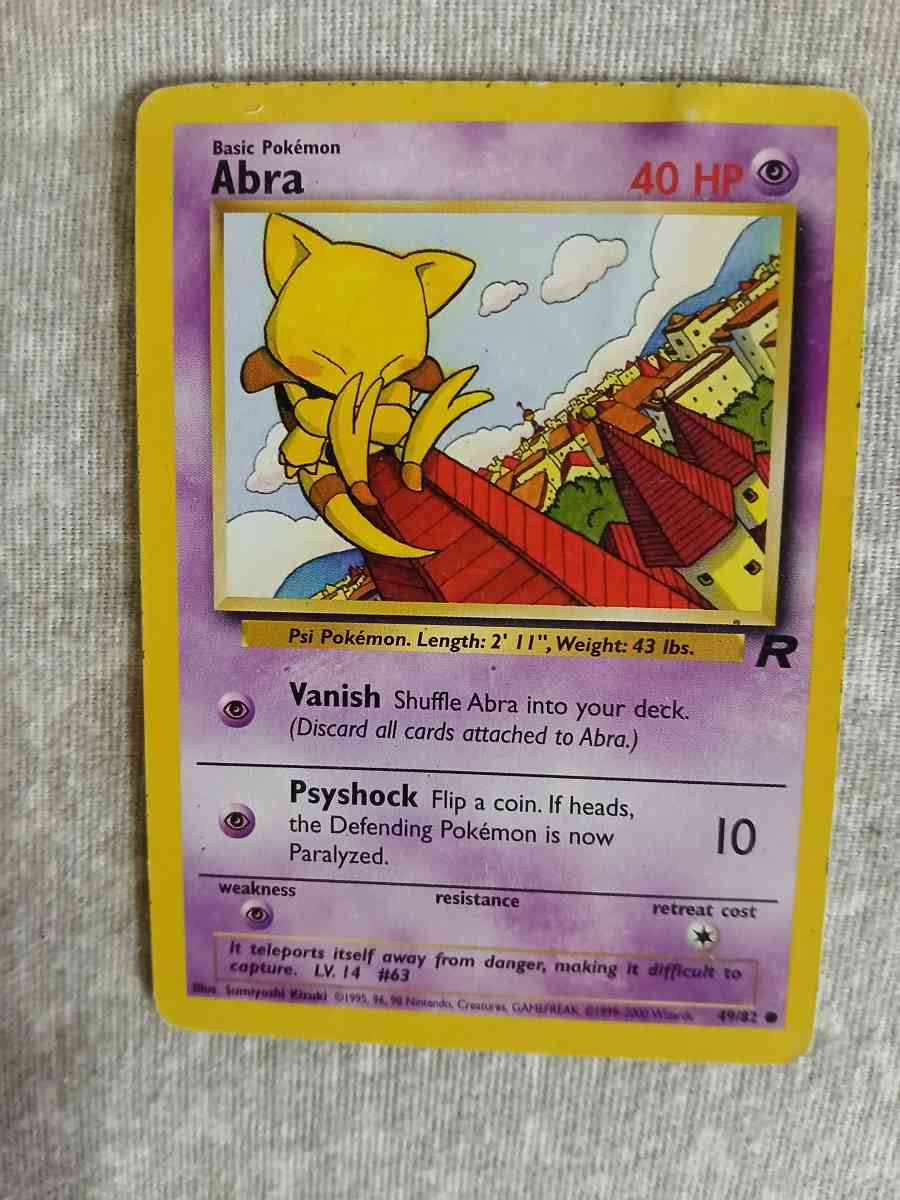 Basic Pokémon
Abra 40 HP
Psi Pokémon. Length: 2' 11", Weight: 43 lbs.
R
Vanish Shuffle Abra into your deck.
(Discard all cards attached to Abra.)
Psyshock Flip a coin. If heads,
the Defending Pokémon is now
Paralyzed.
10
weakness resistance retreat cost
It teleports itself away from danger, making it difficult to
capture. LV. 14 #63
Illus. Sumiyoshi Kizuki ©1995, 96, 98 Nintendo, Creatures, GAMEFREAK. ©1999-2000 Wizards. 49/82